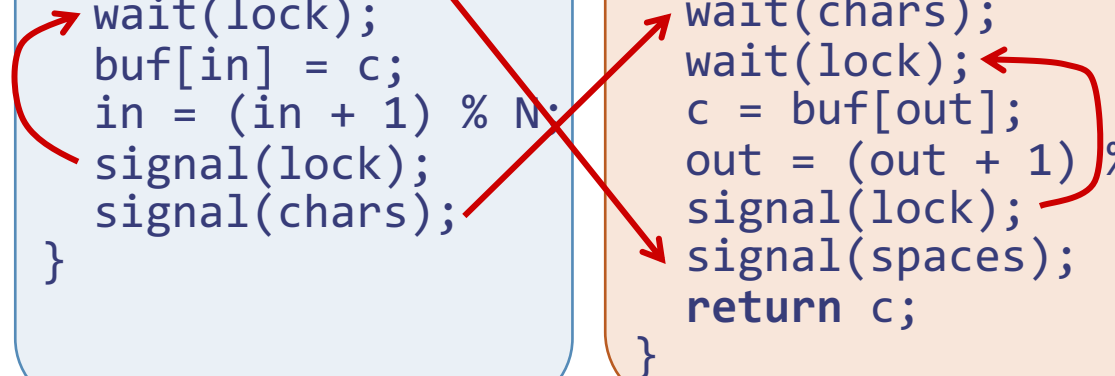 wait(lock);
buf[in] = c;
in = (in + 1) % N;
signal(lock);
signal(chars);
}
wait(chars);
wait(lock);
c = buf[out];
out = (out + 1) %
signal(lock);
signal(spaces);
return c;
}